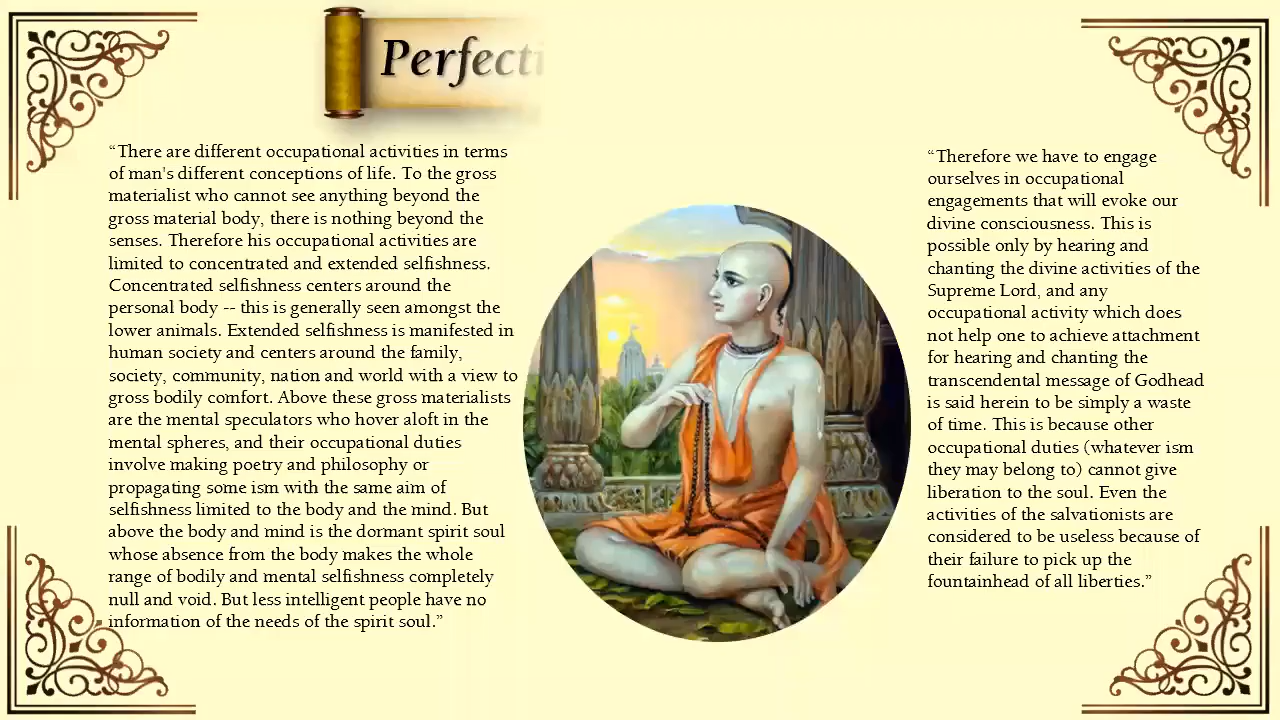 Perfecti
“There are different occupational activities in terms
of man's different conceptions of life. To the gross
materialist who cannot see anything beyond the
gross material body, there is nothing beyond the
senses. Therefore his occupational activities are
limited to concentrated and extended selfishness.
Concentrated selfishness centers around the
personal body -- this is generally seen amongst the
lower animals. Extended selfishness is manifested in
human society and centers around the family,
society, community, nation and world with a view to
gross bodily comfort. Above these gross materialists
are the mental speculators who hover aloft in the
mental spheres, and their occupational duties
involve making poetry and philosophy or
propagating some ism with the same aim of
selfishness limited to the body and the mind. But
above the body and mind is the dormant spirit soul
whose absence from the body makes the whole
range of bodily and mental selfishness completely
null and void. But less intelligent people have no
information of the needs of the spirit soul.”
“Therefore we have to engage
ourselves in occupational
engagements that will evoke our
divine consciousness. This is
possible only by hearing and
chanting the divine activities of the
Supreme Lord, and any
occupational activity which does
not help one to achieve attachment
for hearing and chanting the
transcendental message of Godhead
is said herein to be simply a waste
of time. This is because other
occupational duties (whatever ism
they may belong to) cannot give
liberation to the soul. Even the
activities of the salvationists are
considered to be useless because of
their failure to pick up the
fountainhead of all liberties.”